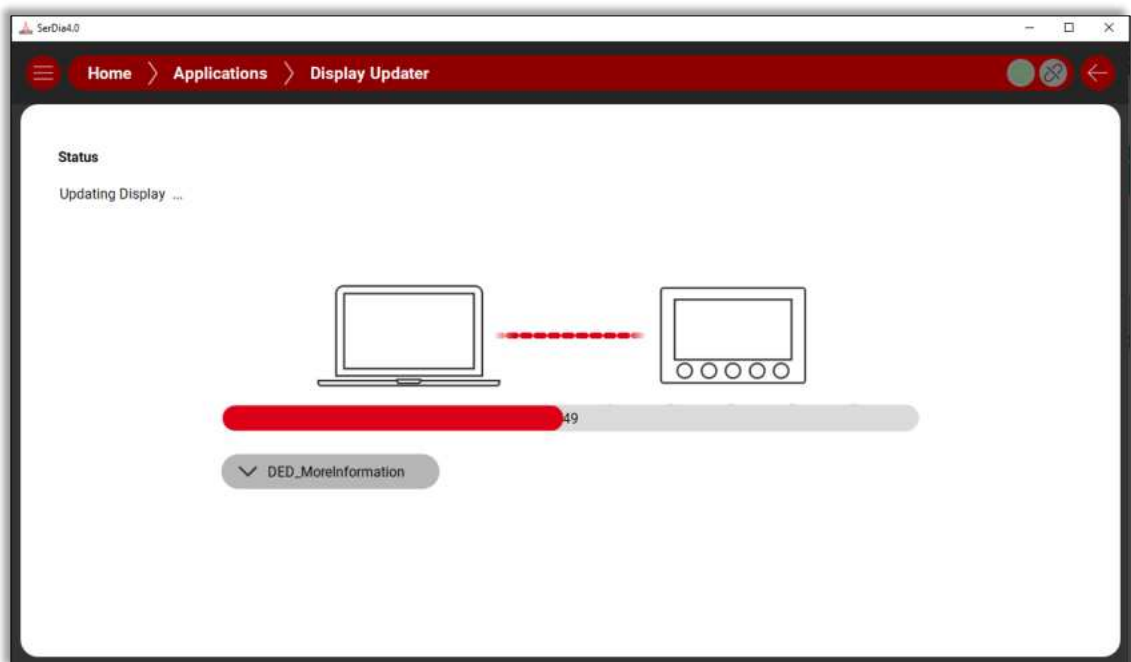 SerDia4.0
Home Applications Display Updater
Status
Updating Display ...
49
DED_MoreInformation